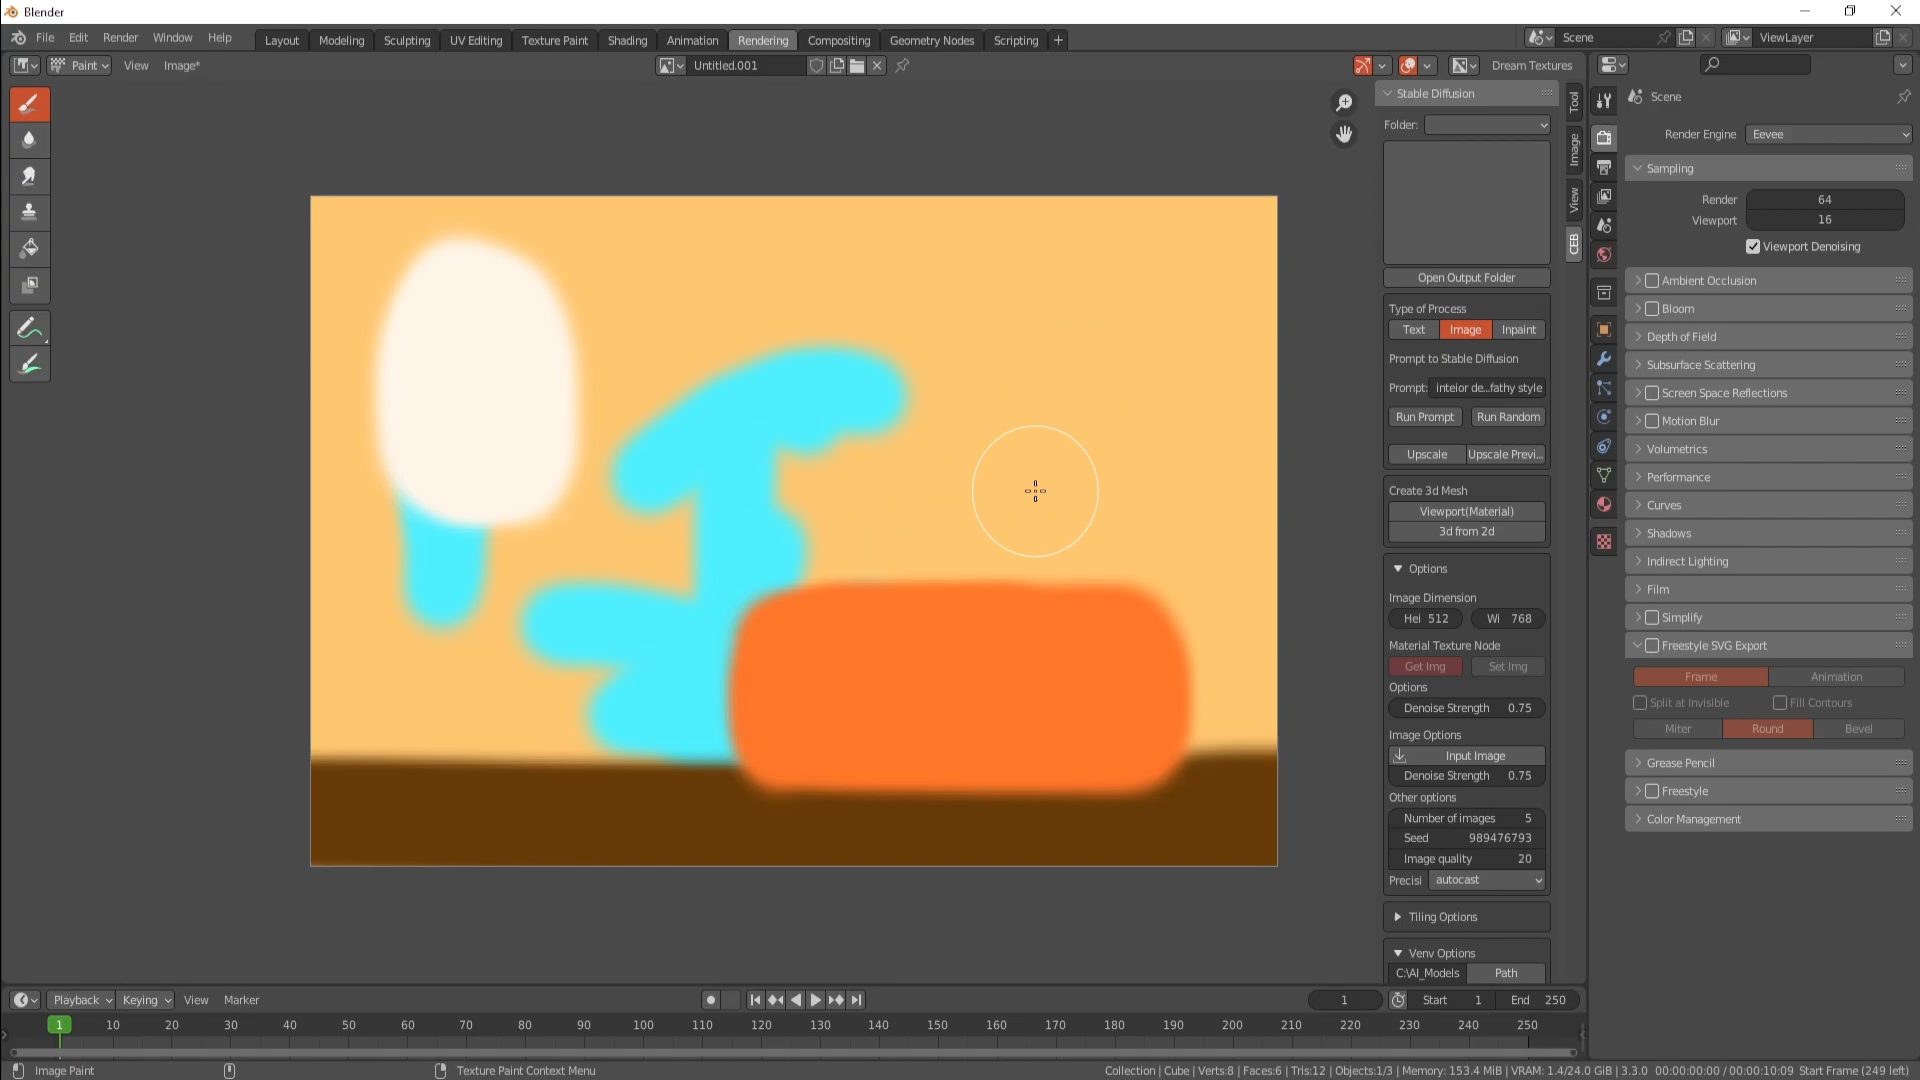 Blender
File Edit Render Window Help
Layout Modeling Sculpting UV Editing Texture Paint Shading Animation Rendering Compositing Geometry Nodes Scripting +
Scene
ViewLayer
Paint View Image*
Untitled.001
Dream Textures
Stable Diffusion
Folder:
Open Output Folder
Type of Process
Text Image Inpaint
Prompt to Stable Diffusion
Prompt: inteior de...fathy style
Run Prompt Run Random
Upscale Upscale Previ...
Create 3d Mesh
Viewport(Material)
3d from 2d
Options
Image Dimension
Hei 512 Wi 768
Material Texture Node
Get Img Set Img
Options
Denoise Strength 0.75
Image Options
Input Image
Denoise Strength 0.75
Other options
Number of images 5
Seed 989476793
Image quality 20
Precisi autocast
Tiling Options
Venv Options
C:\AI_Models Path
Tool
Image
View
CEB
Scene
Render Engine Eevee
Sampling
Render 64
Viewport 16
Viewport Denoising
Ambient Occlusion
Bloom
Depth of Field
Subsurface Scattering
Screen Space Reflections
Motion Blur
Volumetrics
Performance
Curves
Shadows
Indirect Lighting
Film
Simplify
Freestyle SVG Export
Frame Animation
Split at Invisible Fill Contours
Miter Round Bevel
Grease Pencil
Freestyle
Color Management
Playback Keying View Marker
1 Start 1 End 250
1 10 20 30 40 50 60 70 80 90 100 110 120 130 140 150 160 170 180 190 200 210 220 230 240 250
Image Paint
Texture Paint Context Menu
Collection | Cube | Verts:8 | Faces:6 | Tris:12 | Objects:1/3 | Memory: 153.4 MiB | VRAM: 1.4/24.0 GiB | 3.3.0 00:00:00:00 / 00:00:10:09 Start Frame (249 left)